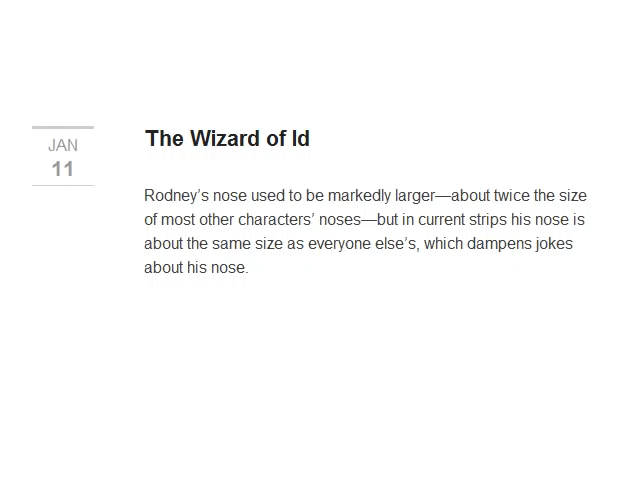 JAN
11
The Wizard of Id
Rodney’s nose used to be markedly larger—about twice the size
of most other characters’ noses—but in current strips his nose is
about the same size as everyone else’s, which dampens jokes
about his nose.